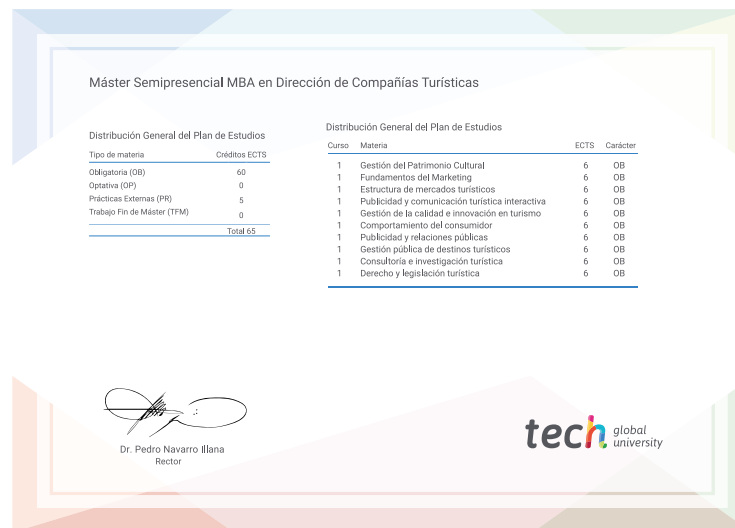 Máster Semipresencial MBA en Dirección de Compañías Turísticas
Distribución General del Plan de Estudios
Tipo de materia Créditos ECTS
Obligatoria (OB) 60
Optativa (OP) 0
Prácticas Externas (PR) 5
Trabajo Fin de Máster (TFM) 0
Total 65
Distribución General del Plan de Estudios
Curso Materia ECTS Carácter
1 Gestión del Patrimonio Cultural 6 OB
1 Fundamentos del Marketing 6 OB
1 Estructura de mercados turísticos 6 OB
1 Publicidad y comunicación turística interactiva 6 OB
1 Gestión de la calidad e innovación en turismo 6 OB
1 Comportamiento del consumidor 6 OB
1 Publicidad y relaciones públicas 6 OB
1 Gestión pública de destinos turísticos 6 OB
1 Consultoría e investigación turística 6 OB
1 Derecho y legislación turística 6 OB
Dr. Pedro Navarro Illana
Rector
tech global
university